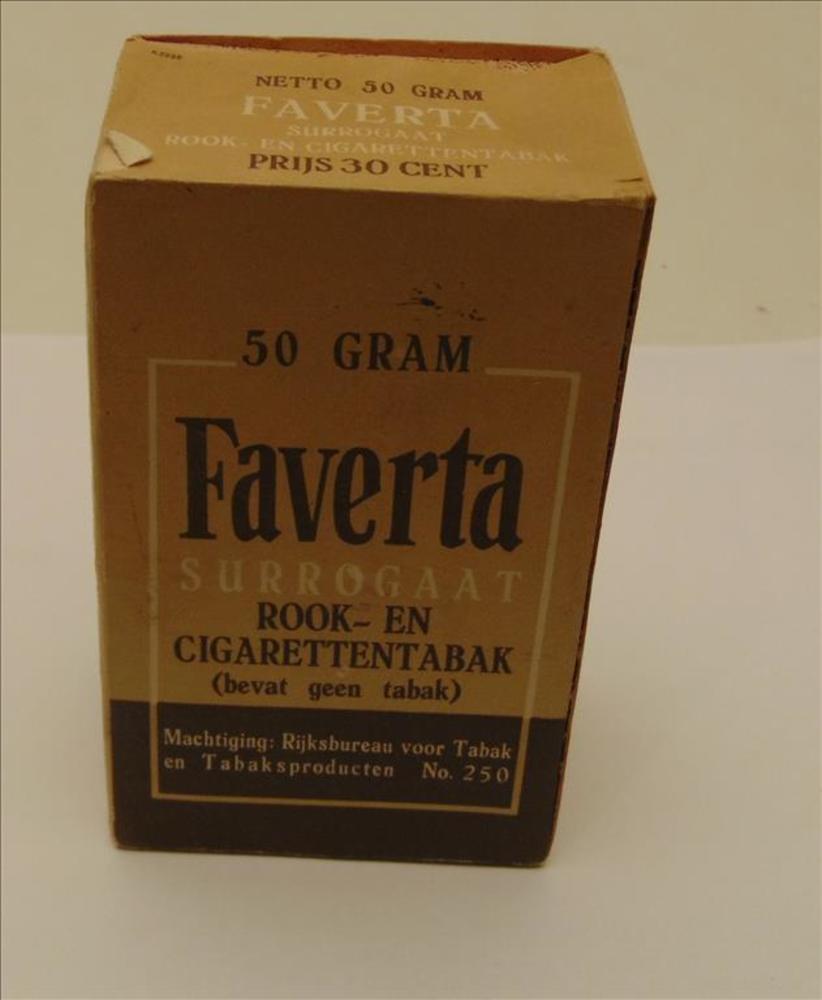 NETTO 50 GRAM
FAVERTA
SURROGAAT
ROOK- EN CIGARETTENTABAK
PRIJS 30 CENT
50 GRAM
Faverta
SURROGAAT
ROOK- EN
CIGARETTENTABAK
(bevat geen tabak)
Machtiging: Rijksbureau voor Tabak
en Tabaksproducten No. 250